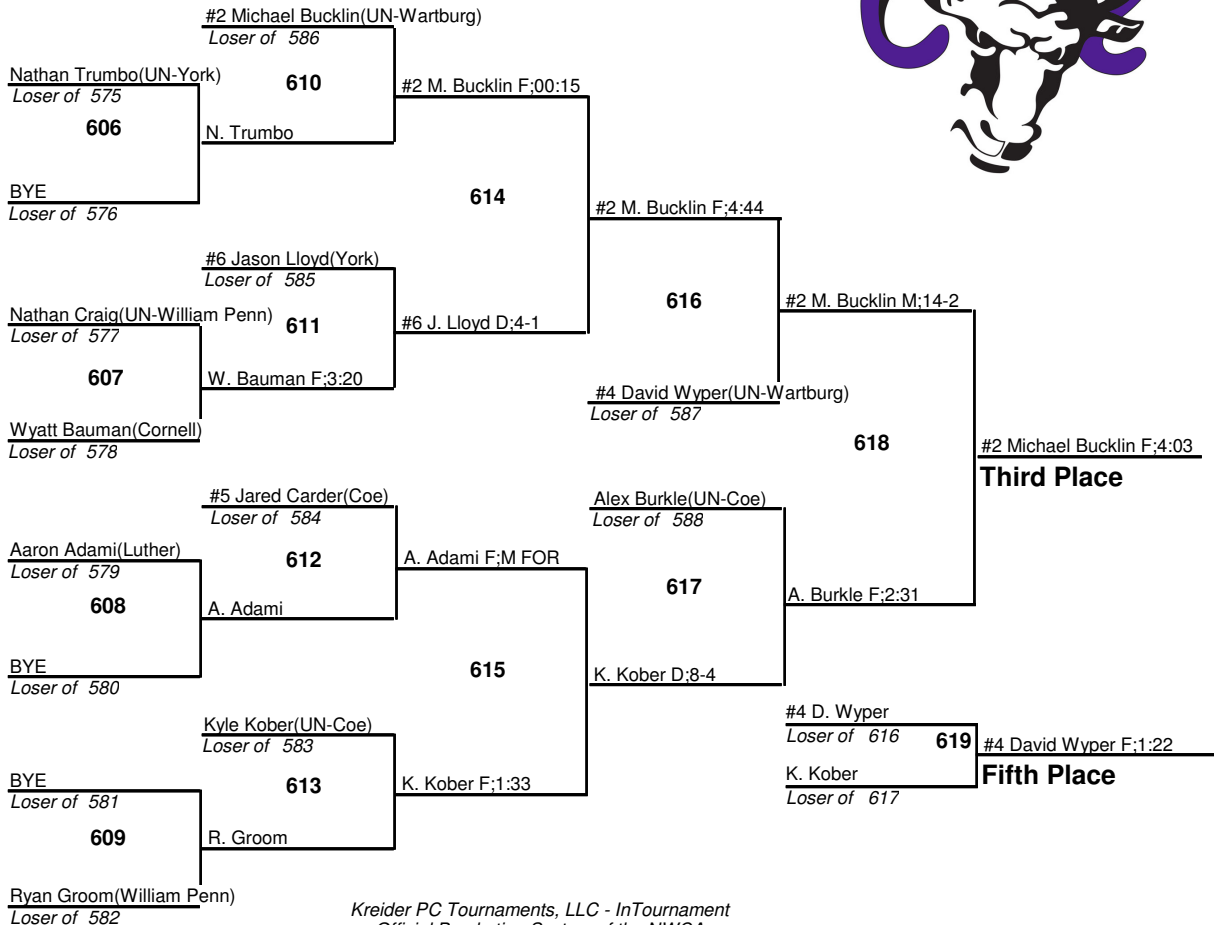 #2 Michael Bucklin(UN-Wartburg)
Loser of 586
Nathan Trumbo(UN-York)
Loser of 575
610
#2 M. Bucklin F;00:15
606
N. Trumbo
BYE
Loser of 576
614
#2 M. Bucklin F;4:44
#6 Jason Lloyd(York)
Loser of 585
Nathan Craig(UN-William Penn)
Loser of 577
611
#6 J. Lloyd D;4-1
616
#2 M. Bucklin M;14-2
607
W. Bauman F;3:20
#4 David Wyper(UN-Wartburg)
Loser of 587
Wyatt Bauman(Cornell)
Loser of 578
618
#2 Michael Bucklin F;4:03
Third Place
#5 Jared Carder(Coe)
Loser of 584
Alex Burkle(UN-Coe)
Loser of 588
Aaron Adami(Luther)
Loser of 579
612
A. Adami F;M FOR
608
A. Adami
617
A. Burkle F;2:31
BYE
Loser of 580
615
K. Kober D;8-4
Kyle Kober(UN-Coe)
Loser of 583
#4 D. Wyper
Loser of 616
619
#4 David Wyper F;1:22
Fifth Place
K. Kober
Loser of 617
BYE
Loser of 581
613
K. Kober F;1:33
609
R. Groom
Ryan Groom(William Penn)
Loser of 582
Kreider PC Tournaments, LLC - InTournament